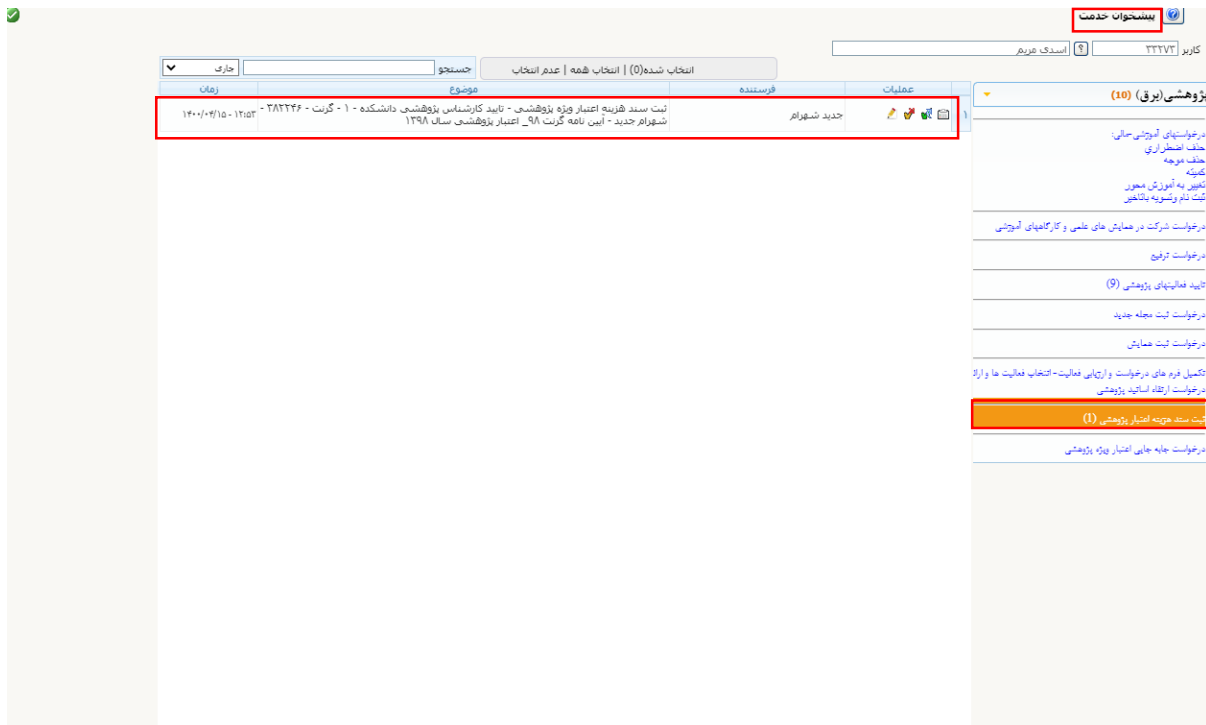 پیشخوان خدمت
کاربر ۳۳۲۷۳ ؟ اسدی مریم
انتخاب شده(0) | انتخاب همه | عدم انتخاب جستجو جاری
عملیات فرستنده موضوع زمان
۱ جدید شهرام ثبت سند هزینه اعتبار ویژه پژوهشی - تایید کارشناس پژوهشی دانشکده - ۱ - گرنت - ۳۸۲۲۴۶ - ۱۴۰۰/۰۴/۱۵ - ۱۲:۵۳
شهرام جدید - آیین نامه گرنت ۹۸_ اعتبار پژوهشی سال ۱۳۹۸
پژوهشی(برق) (10)
درخواستهای آموزشی-مالی:
حذف اضطراري
حذف موجه
کمیته
تغییر به آموزش محور
ثبت نام وتسویه باتاخیر
درخواست شرکت در همایش های علمی و کارگاههای آموزشی
درخواست ترفیع
تایید فعالیتهای پژوهشی (9)
درخواست ثبت مجله جدید
درخواست ثبت همایش
تکمیل فرم های درخواست و ارزیابی فعالیت-انتخاب فعالیت ها و
درخواست ارتقاء اساتید پژوهشی
ثبت سند هزینه اعتبار پژوهشی (1)
درخواست جابه جایی اعتبار ویژه پژوهشی